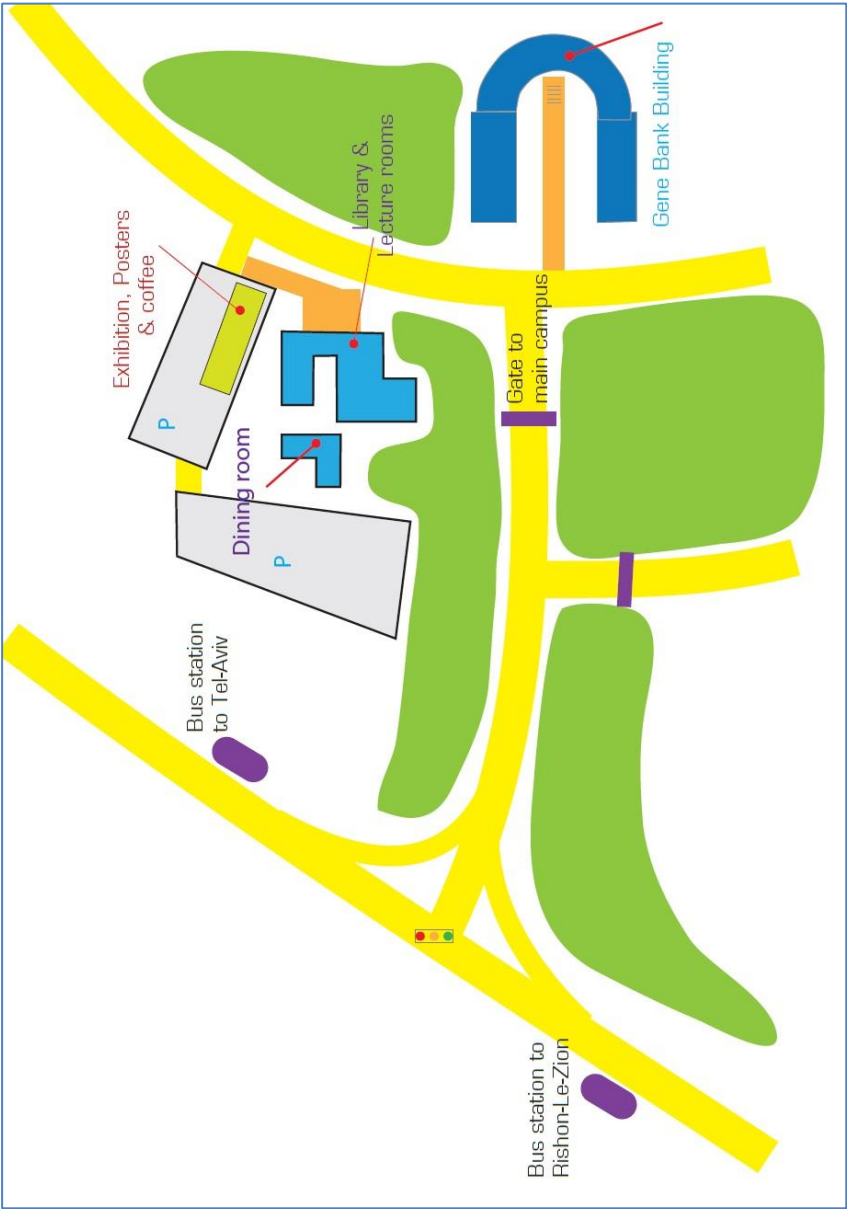 Exhibition, Posters
& coffee
P
Library &
Lecture rooms
Gene Bank Building
Dining room
P
Gate to
main campus
Bus station
to Tel-Aviv
Bus station to
Rishon-Le-Zion